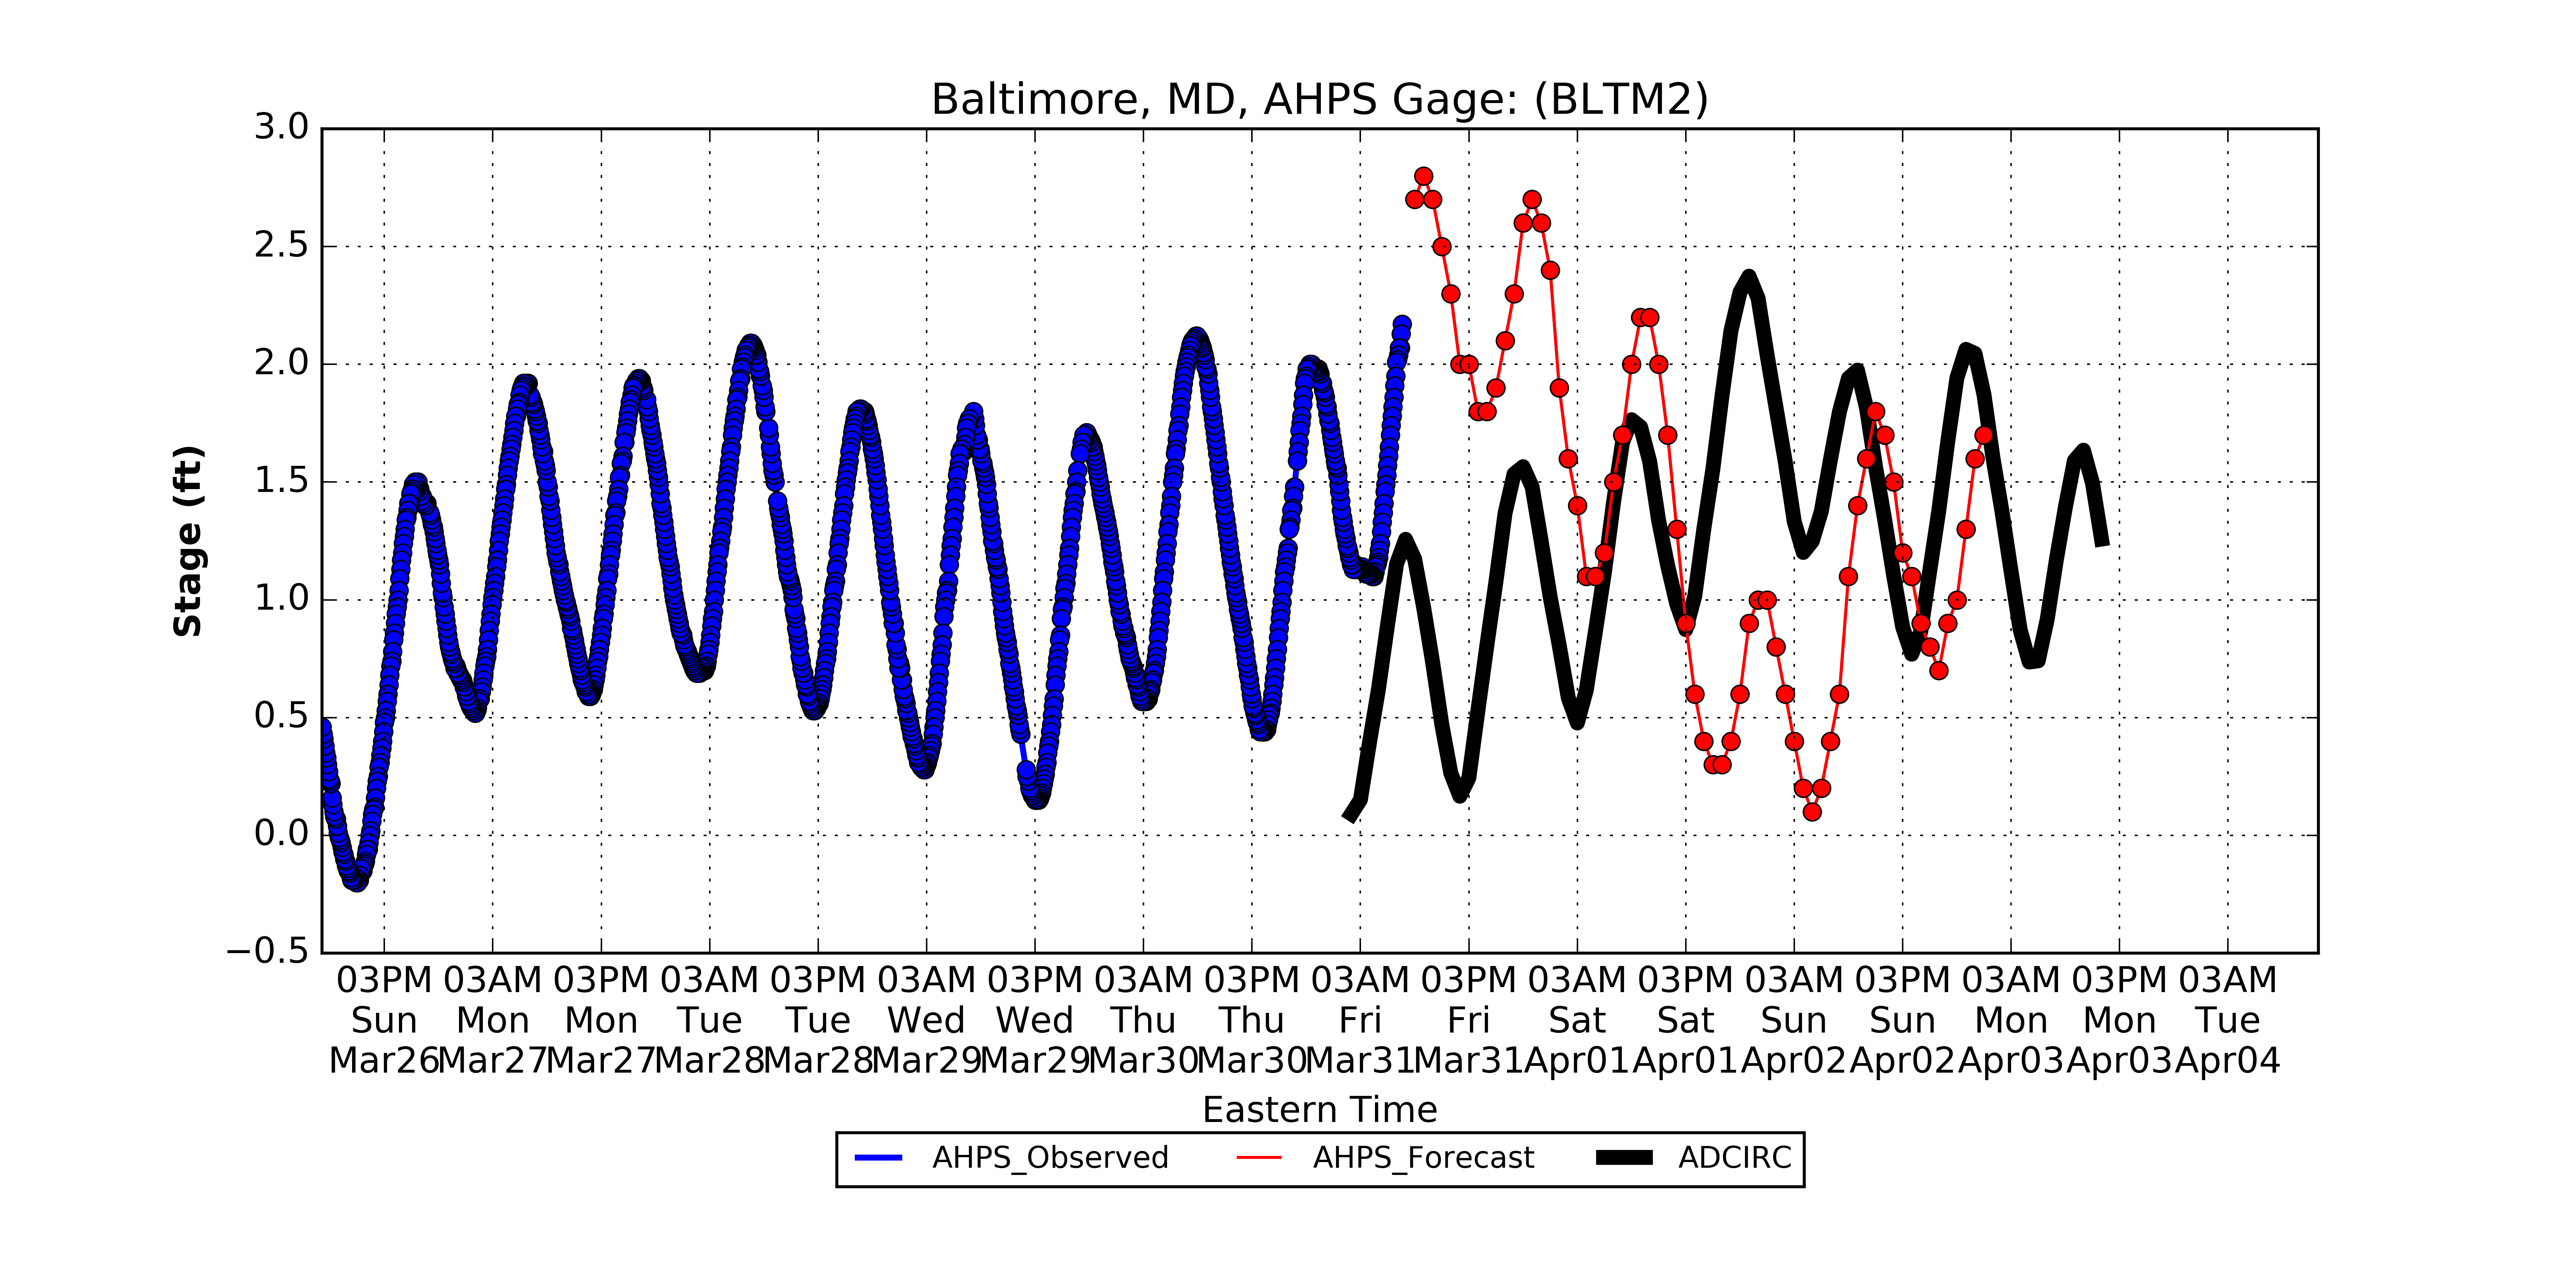 Baltimore, MD, AHPS Gage: (BLTM2)
3.0
2.5
2.0
1.5
1.0
0.5
0.0
−0.5
Stage (ft)
03PM 03AM 03PM 03AM 03PM 03AM 03PM 03AM 03PM 03AM 03PM 03AM 03PM 03AM 03PM 03AM 03PM 03AM
Sun Mon Mon Tue Tue Wed Wed Thu Thu Fri Fri Sat Sat Sun Sun Mon Mon Tue
Mar26 Mar27 Mar27 Mar28 Mar28 Mar29 Mar29 Mar30 Mar30 Mar31 Mar31 Apr01 Apr01 Apr02 Apr02 Apr03 Apr03 Apr04
Eastern Time
AHPS_Observed AHPS_Forecast ADCIRC